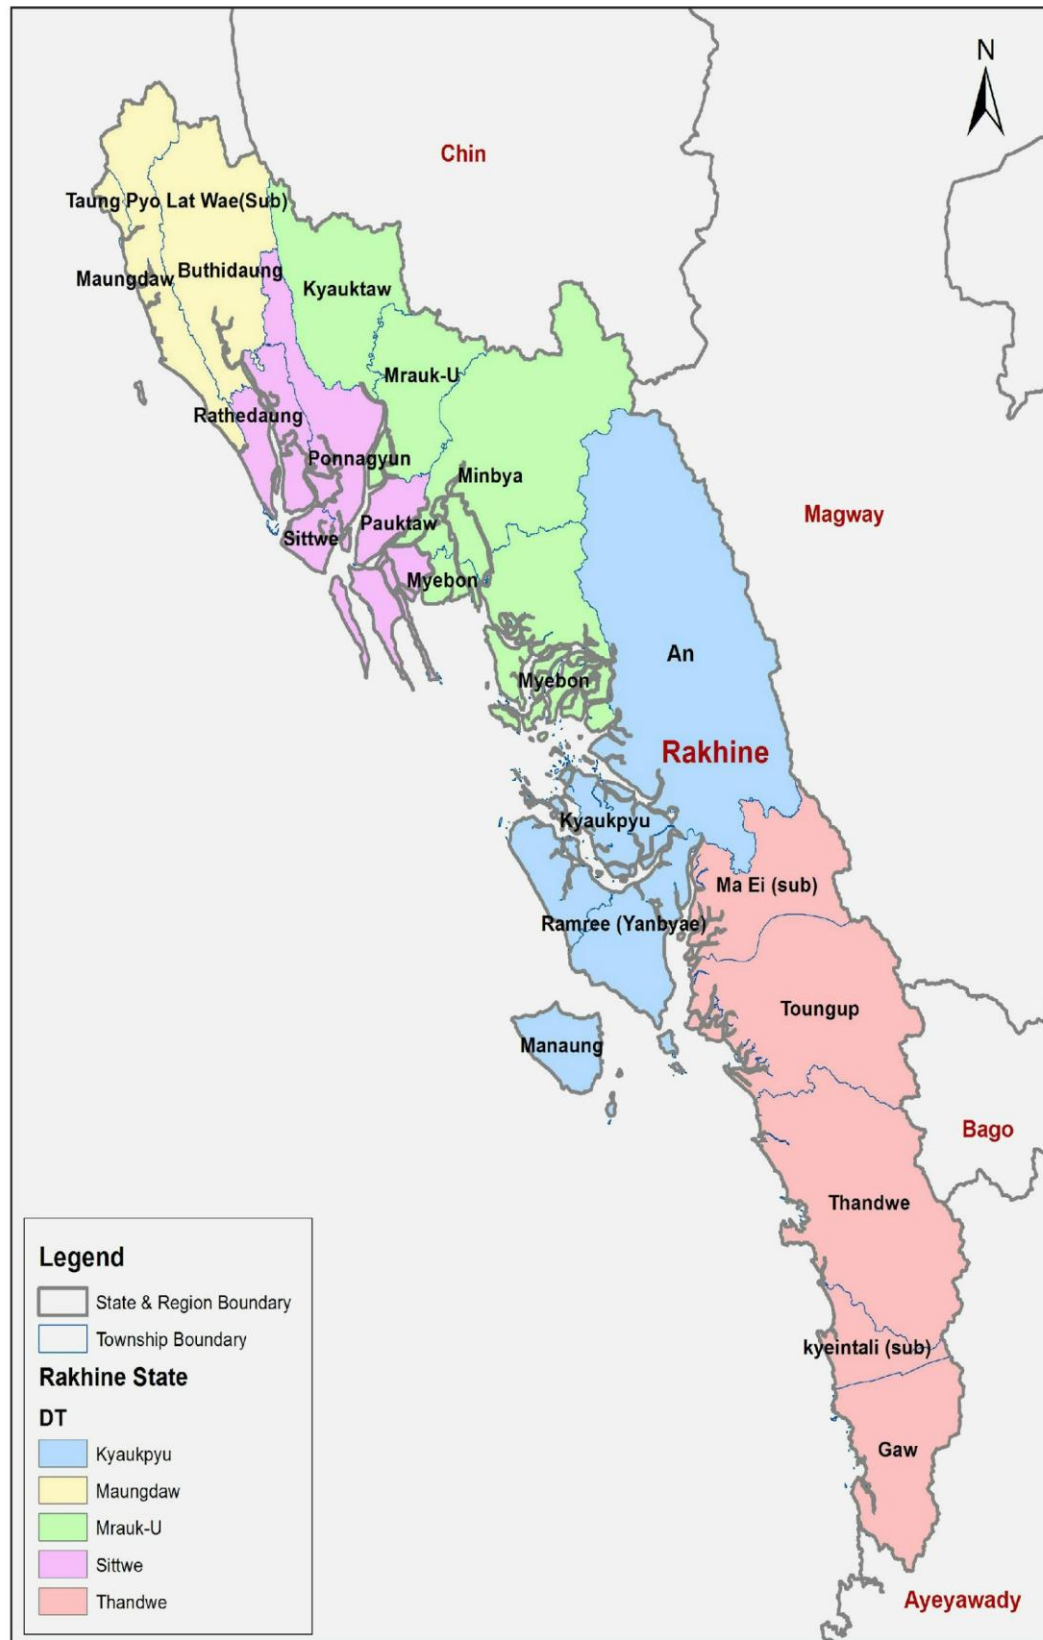 N
Chin
Taung Pyo Lat Wae(Sub)
Maungdaw
Buthidaung
Kyauktaw
Mrauk-U
Rathedaung
Ponnagyun
Minbya
Magway
Pauktaw
Sittwe
Myebon
An
Myebon
Rakhine
Kyaukpyu
Ma Ei (sub)
Ramree (Yanbyae)
Toungup
Manaung
Bago
Thandwe
kyeintali (sub)
Gaw
Ayeyawady
Legend
State & Region Boundary
Township Boundary
Rakhine State
DT
Kyaukpyu
Maungdaw
Mrauk-U
Sittwe
Thandwe